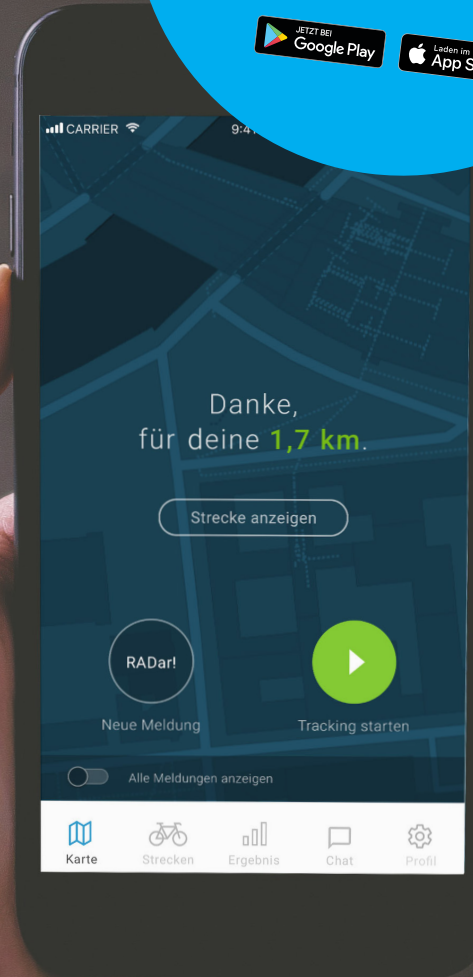 JETZT BEI
Google Play
Laden im
App S
CARRIER
9:41
Danke,
für deine 1,7 km.
Strecke anzeigen
RADar!
Neue Meldung
Tracking starten
Alle Meldungen anzeigen
Karte
Strecken
Ergebnis
Chat
Profil